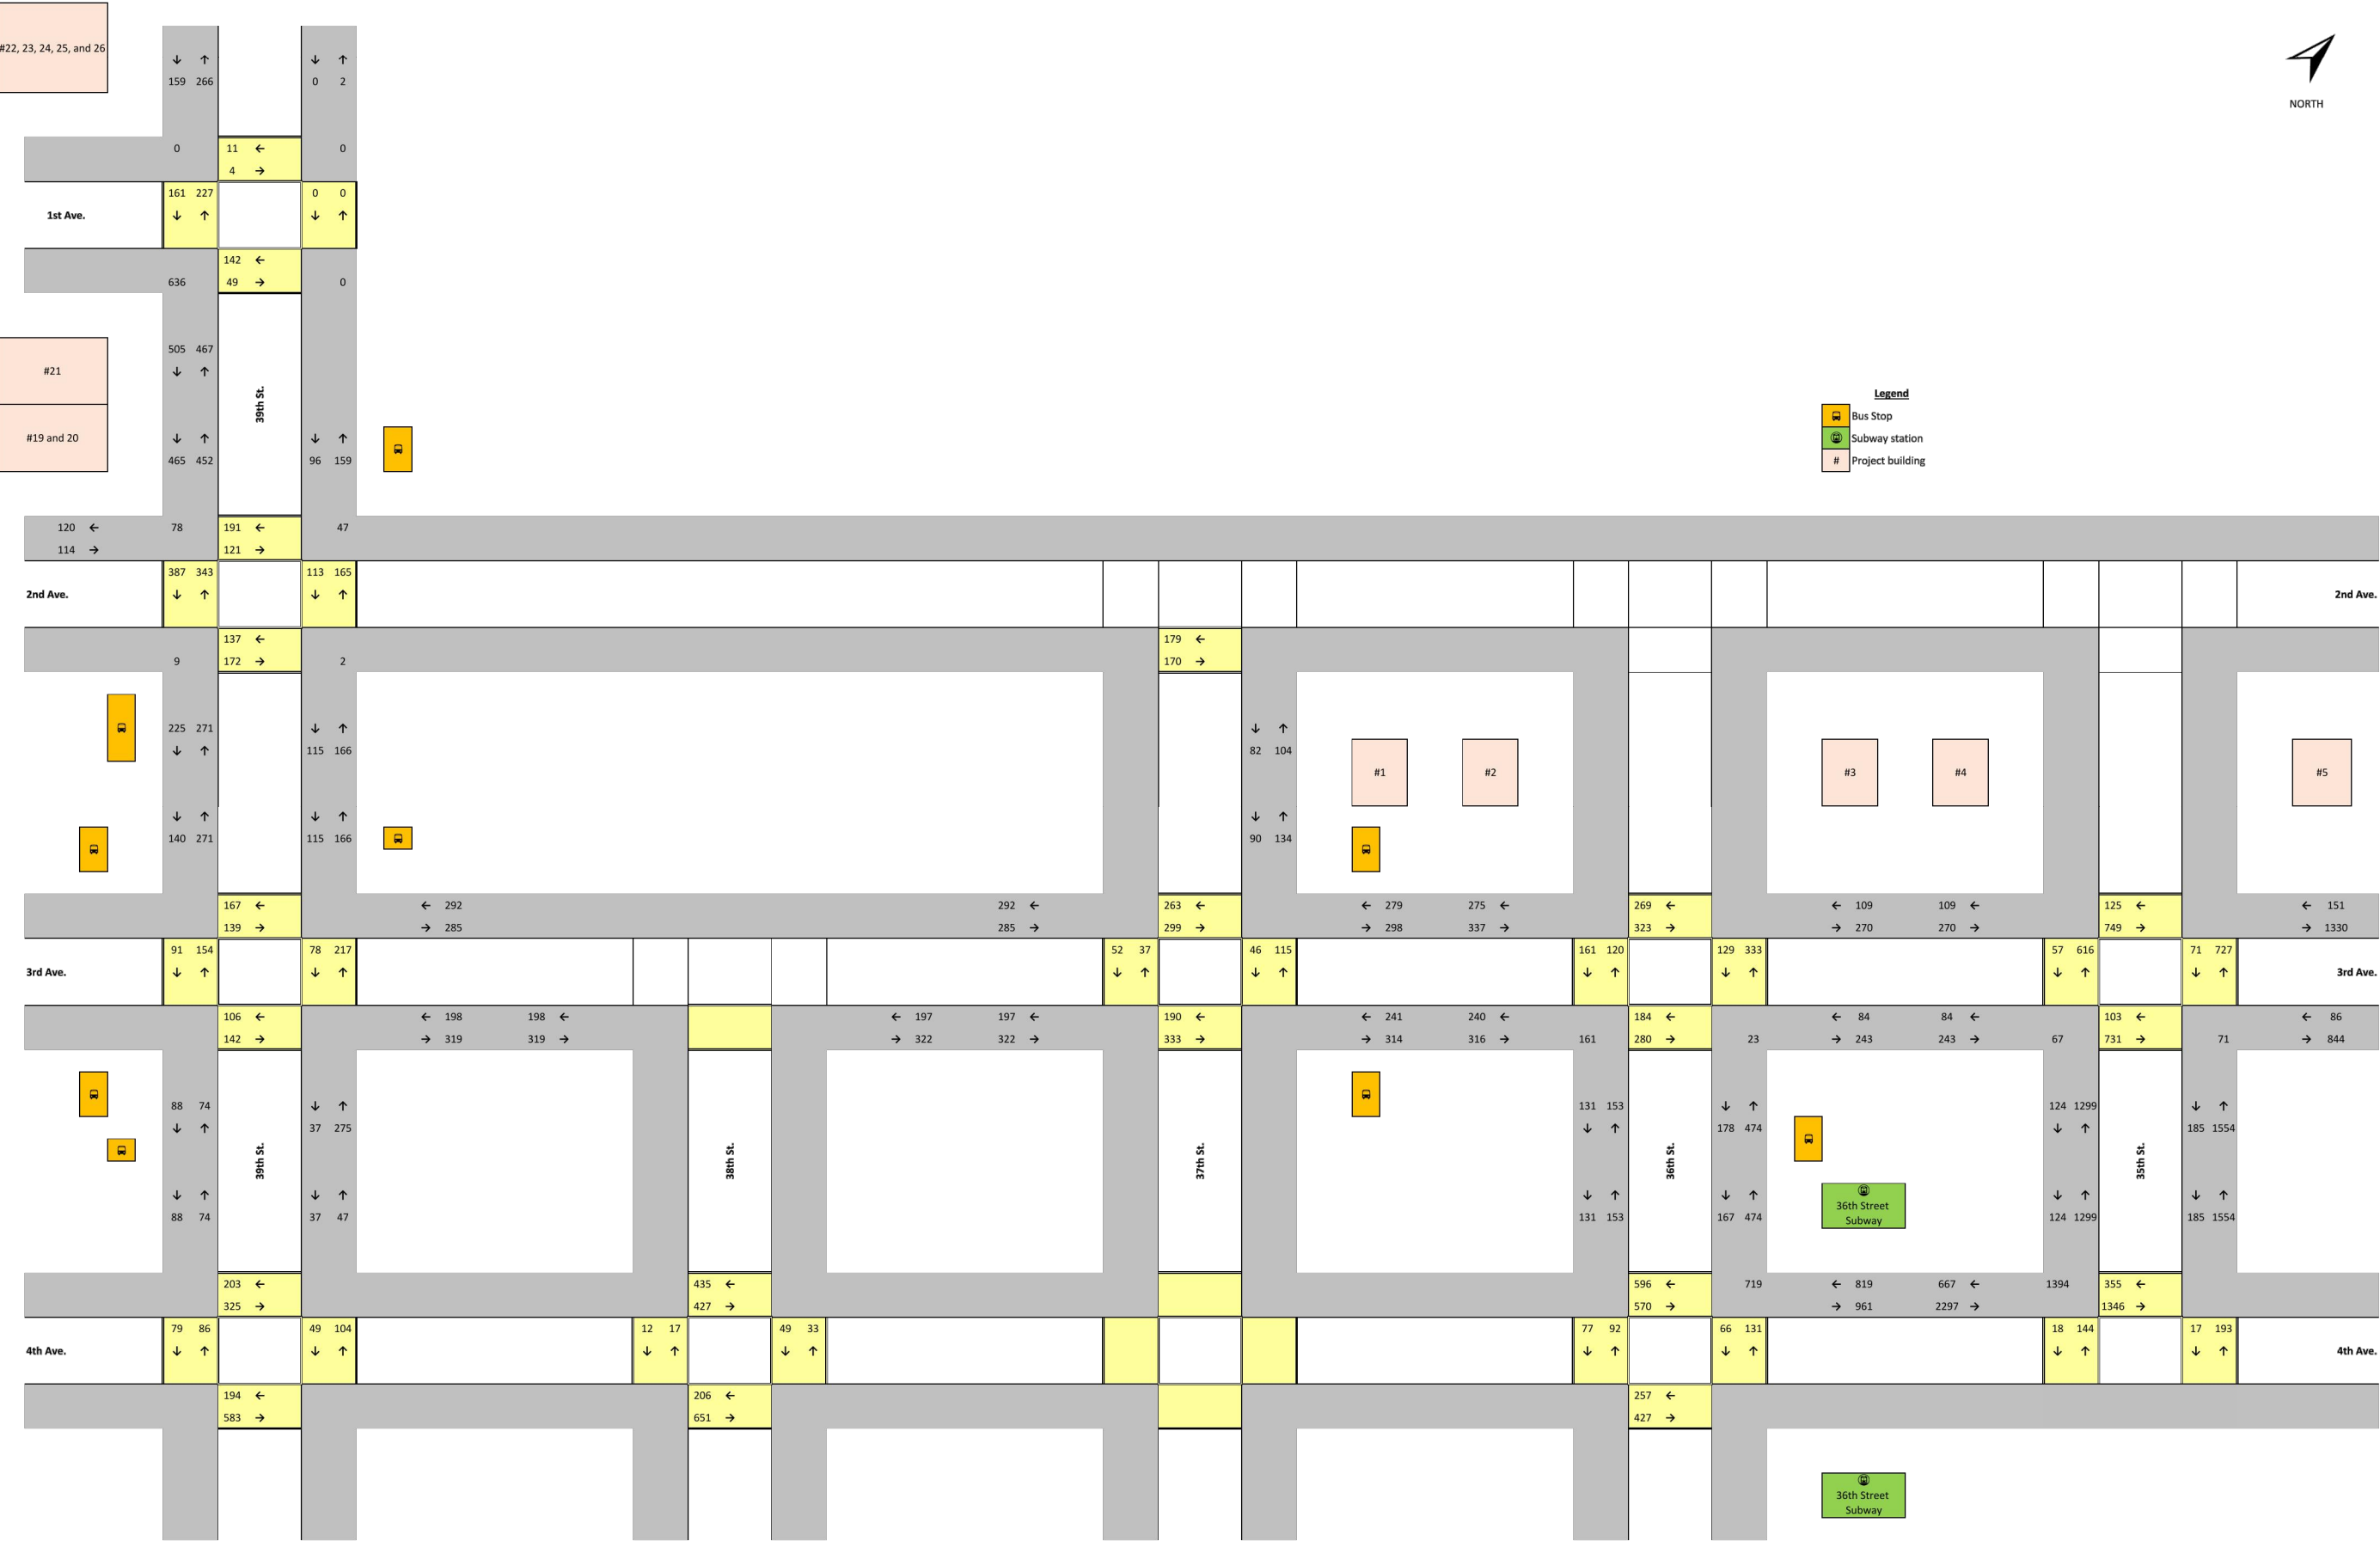 #22, 23, 24, 25, and 26
↓ ↑ ↓ ↑
159 266 0 2
NORTH
0 11 ← 0
4 →
161 227 0 0
1st Ave. ↓ ↑ ↓ ↑
142 ←
636 49 → 0
505 467
#21 ↓ ↑
39th St.
Legend
Bus Stop
#19 and 20 ↓ ↑ ↓ ↑ Subway station
465 452 96 159 # Project building
120 ← 78 191 ← 47
114 → 121 →
387 343 113 165
2nd Ave. ↓ ↑ ↓ ↑ 2nd Ave.
137 ← 179 ←
9 172 → 2 170 →
225 271 ↓ ↑ ↓ ↑
↓ ↑ 115 166 82 104
#1 #2 #3 #4 #5
↓ ↑ ↓ ↑ ↓ ↑
140 271 115 166 90 134
167 ← ← 292 292 ← 263 ← ← 279 275 ← 269 ← ← 109 109 ← 125 ← ← 151
139 → → 285 285 → 299 → → 298 337 → 323 → → 270 270 → 749 → → 1330
91 154 78 217 52 37 46 115 161 120 129 333 57 616 71 727
3rd Ave. ↓ ↑ ↓ ↑ ↓ ↑ ↓ ↑ ↓ ↑ ↓ ↑ ↓ ↑ ↓ ↑ 3rd Ave.
106 ← ← 198 198 ← ← 197 197 ← 190 ← ← 241 240 ← 184 ← ← 84 84 ← 103 ← ← 86
142 → → 319 319 → → 322 322 → 333 → → 314 316 → 161 280 → 23 → 243 243 → 67 731 → 71 → 844
88 74 ↓ ↑ 131 153 ↓ ↑ 124 1299 ↓ ↑
↓ ↑ 37 275 ↓ ↑ 178 474 ↓ ↑ 185 1554
39th St. 38th St. 37th St. 36th St. 35th St.
↓ ↑ ↓ ↑ ↓ ↑ ↓ ↑ ↓ ↑ ↓ ↑
88 74 37 47 131 153 167 474 124 1299 185 1554
36th Street
Subway
203 ← 435 ← 596 ← 719 ← 819 667 ← 1394 355 ←
325 → 427 → 570 → → 961 2297 → 1346 →
79 86 49 104 12 17 49 33 77 92 66 131 18 144 17 193
4th Ave. ↓ ↑ ↓ ↑ ↓ ↑ ↓ ↑ ↓ ↑ ↓ ↑ ↓ ↑ ↓ ↑ 4th Ave.
194 ← 206 ← 257 ←
583 → 651 → 427 →
36th Street
Subway